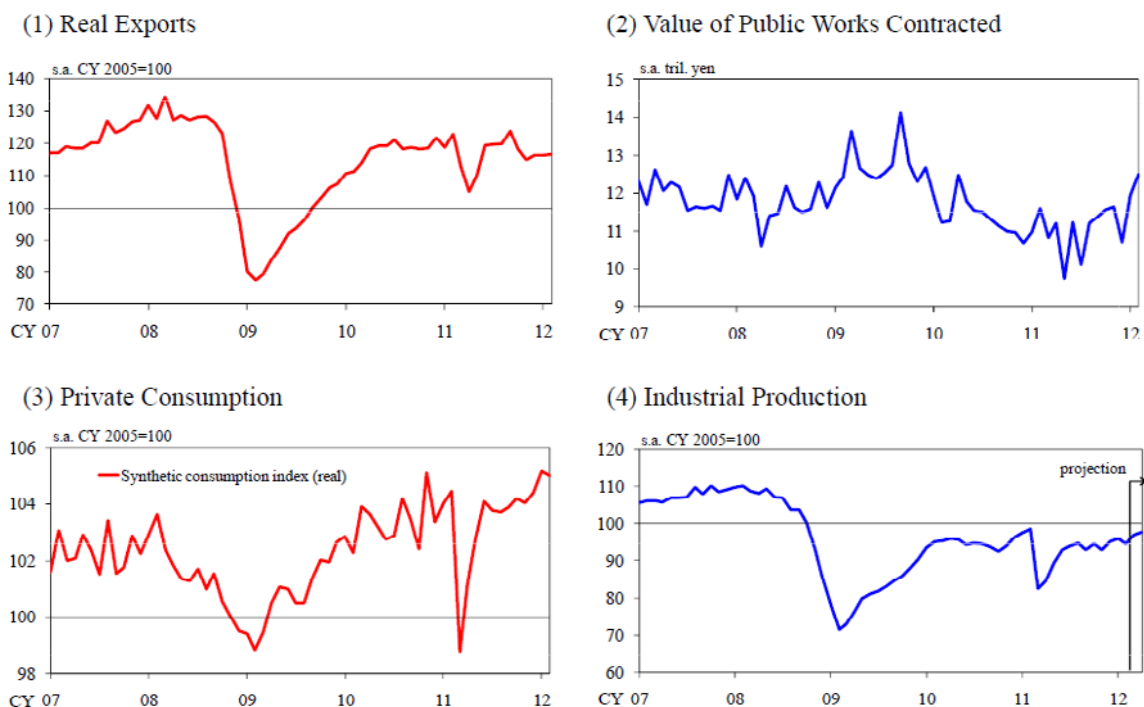 (1) Real Exports
s.a. CY 2005=100
140
130
120
110
100
90
80
70
CY 07 08 09 10 11 12
(2) Value of Public Works Contracted
s.a. tril. yen
15
14
13
12
11
10
9
CY 07 08 09 10 11 12
(3) Private Consumption
s.a. CY 2005=100
106
Synthetic consumption index (real)
104
102
100
98
CY 07 08 09 10 11 12
(4) Industrial Production
s.a. CY 2005=100
120
projection
110
100
90
80
70
60
CY 07 08 09 10 11 12